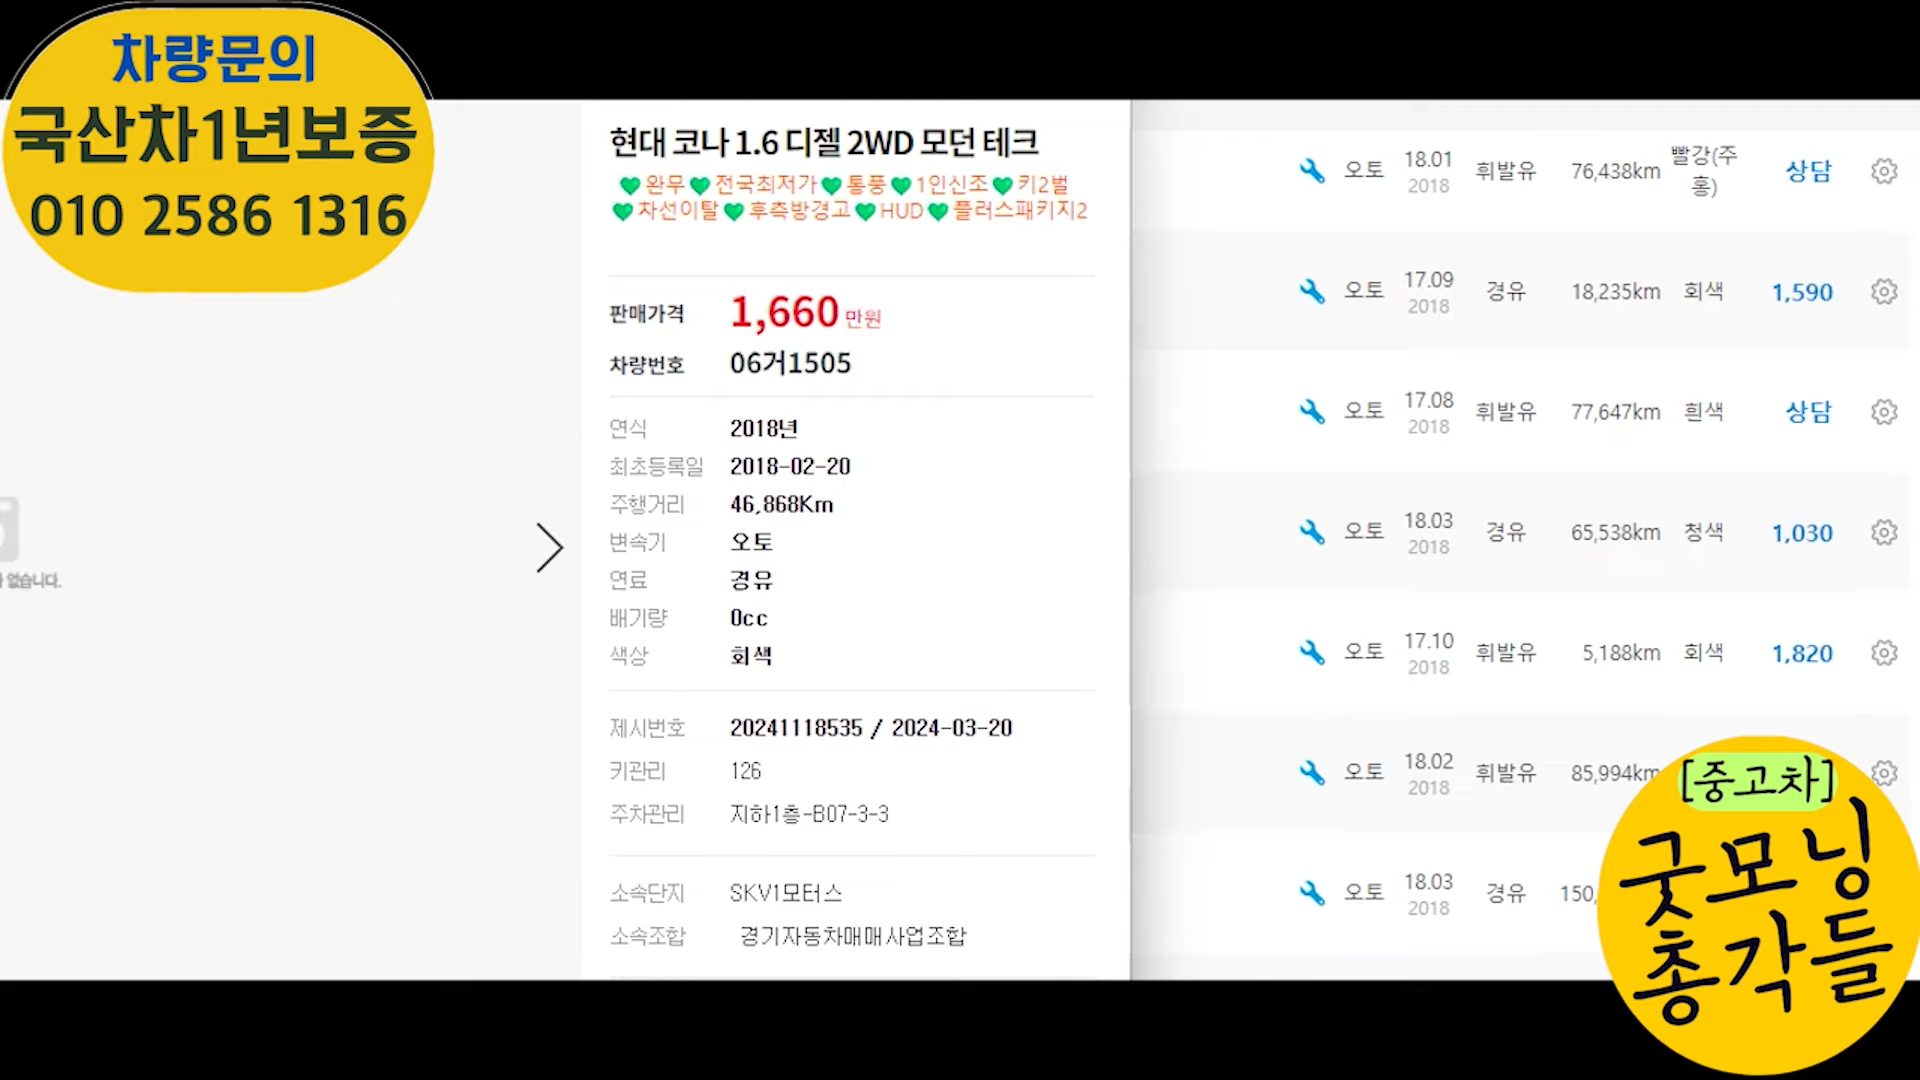 차량문의
국산차1년보증
010 2586 1316
없습니다.
현대 코나 1.6 디젤 2WD 모던 테크
💚완무💚전국최저가💚통풍💚1인신조💚키2벌
💚차선이탈💚후측방경고💚HUD💚플러스패키지2
판매가격 1,660 만원
차량번호 06거1505
연식 2018년
최초등록일 2018-02-20
주행거리 46,868Km
변속기 오토
연료 경유
배기량 0cc
색상 회색
제시번호 20241118535 / 2024-03-20
키관리 126
주차관리 지하1층-B07-3-3
소속단지 SKV1모터스
소속조합 경기자동차매매사업조합
오토 18.01 휘발유 76,438km 빨강(주 상담
2018 홍)
오토 17.09 경유 18,235km 회색 1,590
2018
오토 17.08 휘발유 77,647km 흰색 상담
2018
오토 18.03 경유 65,538km 청색 1,030
2018
오토 17.10 휘발유 5,188km 회색 1,820
2018
오토 18.02 휘발유 85,994km
2018
오토 18.03 경유 150,
2018
[중고차]
굿모닝
총각들